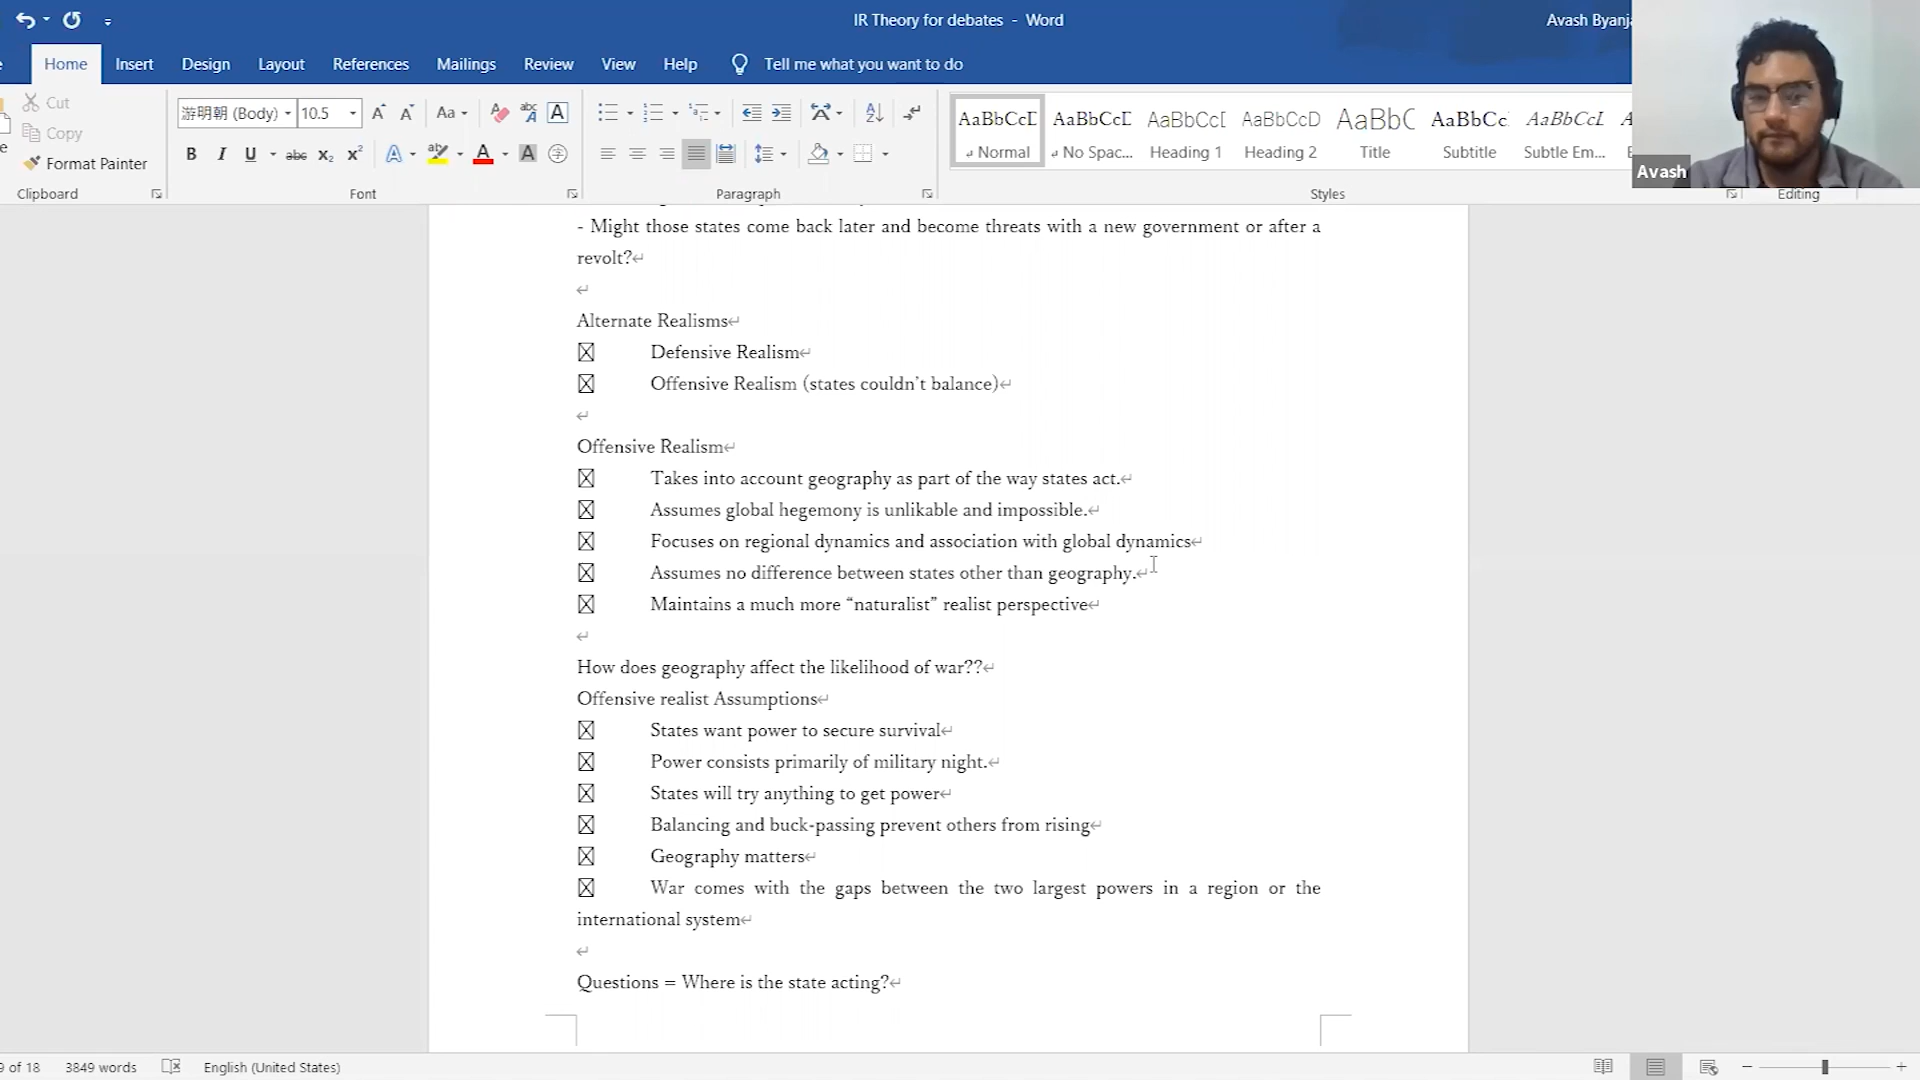 IR Theory for debates - Word
Avash Byanj
Home Insert Design Layout References Mailings Review View Help Tell me what you want to do
Cut
Copy
Format Painter
Clipboard
游明朝 (Body) 10.5
Font
Paragraph
AaBbCcD AaBbCcD AaBbCcD AaBbCcD AaBbC AaBbCc AaBbCcL
Normal No Spac... Heading 1 Heading 2 Title Subtitle Subtle Em...
Styles
Editing
Avash
- Might those states come back later and become threats with a new government or after a
revolt?
Alternate Realisms
Defensive Realism
Offensive Realism (states couldn't balance)
Offensive Realism
Takes into account geography as part of the way states act.
Assumes global hegemony is unlikable and impossible.
Focuses on regional dynamics and association with global dynamics
Assumes no difference between states other than geography.
Maintains a much more “naturalist” realist perspective
How does geography affect the likelihood of war??
Offensive realist Assumptions
States want power to secure survival
Power consists primarily of military night.
States will try anything to get power
Balancing and buck-passing prevent others from rising
Geography matters
War comes with the gaps between the two largest powers in a region or the
international system
Questions = Where is the state acting?
9 of 18 3849 words English (United States)